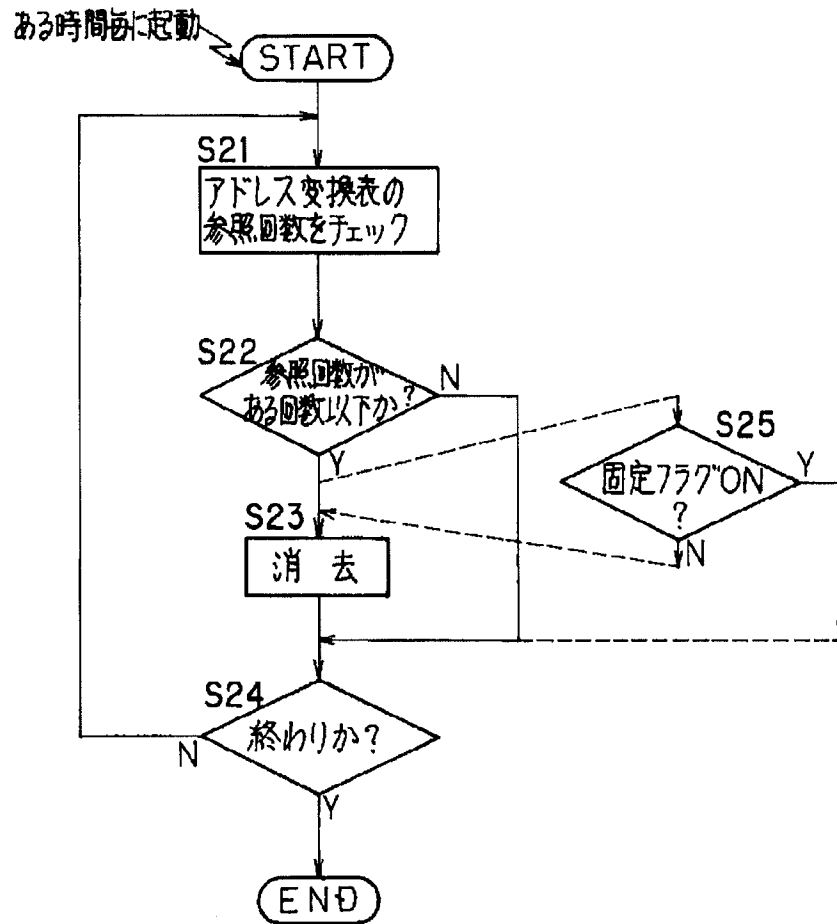 ある時間毎に起動
START
S21
アドレス変換表の
参照回数をチェック
S22
参照回数が
ある回数以下か?
N
Y
S25
固定フラグON
?
Y
N
S23
消去
S24
終わりか?
N
Y
END